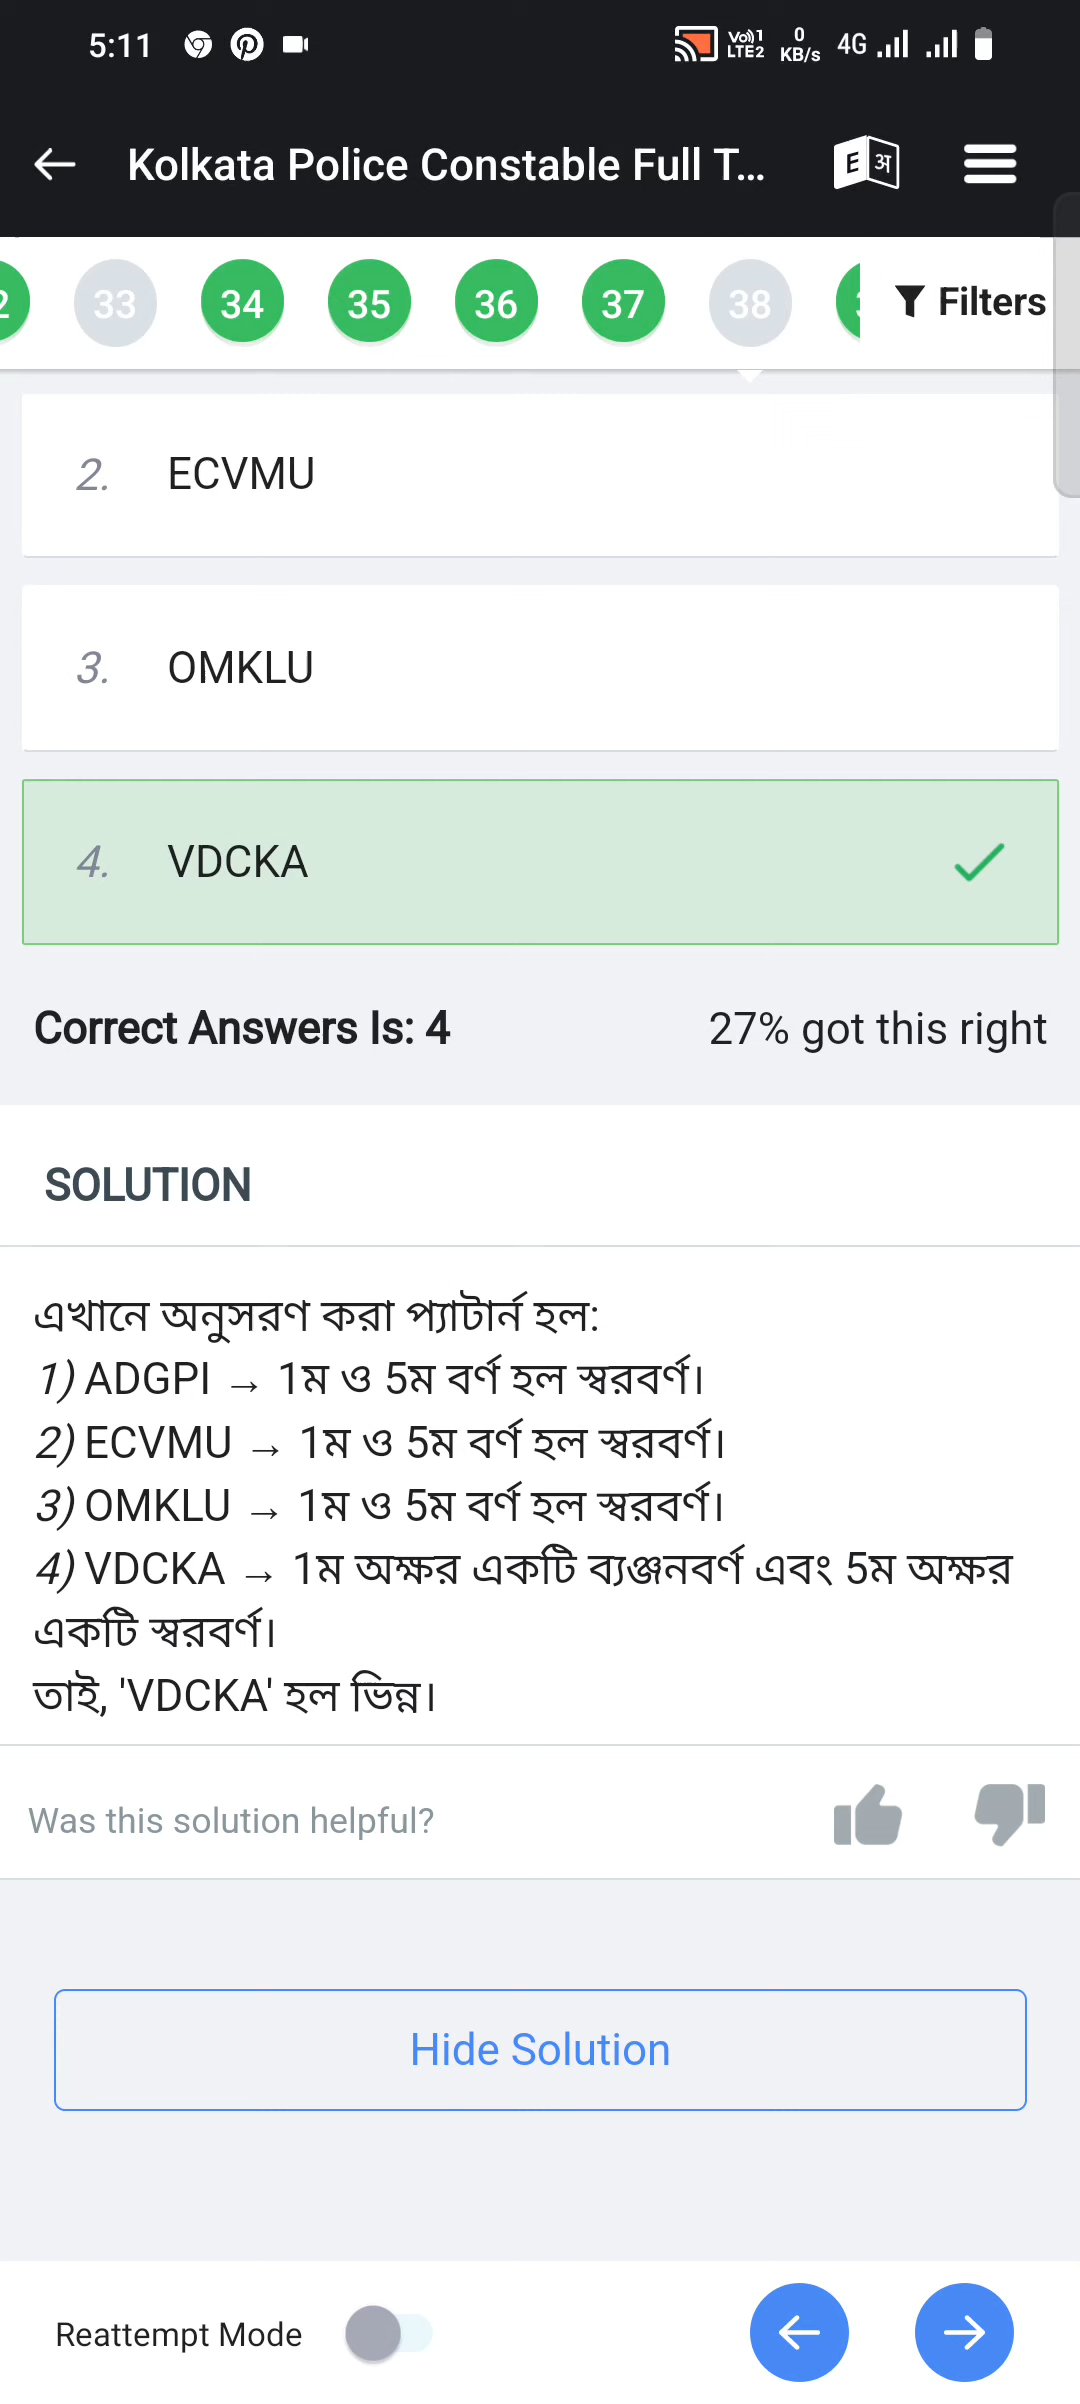 5:11 Vo))1 LTE2 0 KB/s 4G
Kolkata Police Constable Full T... E अ
2 33 34 35 36 37 38 Filters
2. ECVMU
3. OMKLU
4. VDCKA
Correct Answers Is: 4 27% got this right
SOLUTION
এখানে অনুসরণ করা প্যাটার্ন হল:
1) ADGPI → 1ম ও 5ম বর্ণ হল স্বরবর্ণ।
2) ECVMU → 1ম ও 5ম বর্ণ হল স্বরবর্ণ।
3) OMKLU → 1ম ও 5ম বর্ণ হল স্বরবর্ণ।
4) VDCKA → 1ম অক্ষর একটি ব্যঞ্জনবর্ণ এবং 5ম অক্ষর
একটি স্বরবর্ণ।
তাই, 'VDCKA' হল ভিন্ন।
Was this solution helpful?
Hide Solution
Reattempt Mode